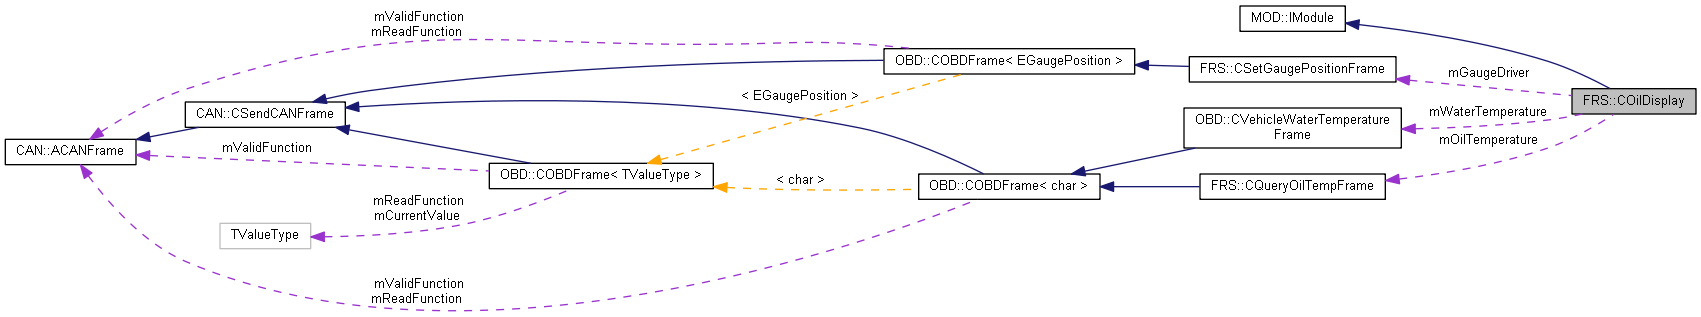 mValidFunction
mReadFunction
MOD::IModule
OBD::COBDFrame< EGaugePosition >
FRS::CSetGaugePositionFrame
mGaugeDriver
< EGaugePosition >
FRS::COilDisplay
CAN::CSendCANFrame
mWaterTemperature
OBD::CVehicleWaterTemperature
Frame
mOilTemperature
CAN::ACANFrame
mValidFunction
OBD::COBDFrame< TValueType >
< char >
OBD::COBDFrame< char >
FRS::CQueryOilTempFrame
mReadFunction
mCurrentValue
TValueType
mValidFunction
mReadFunction